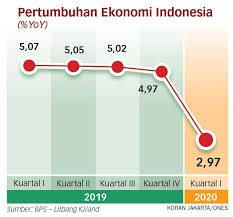 Pertumbuhan Ekonomi Indonesia
(%YoY)
5,07
5,05
5,02
4,97
2,97
Kuartal I
Kuartal II
Kuartal III
Kuartal IV
Kuartal I
2019
2020
Sumber: BPS – Litbang KJ/and
KORAN JAKARTA/ONES